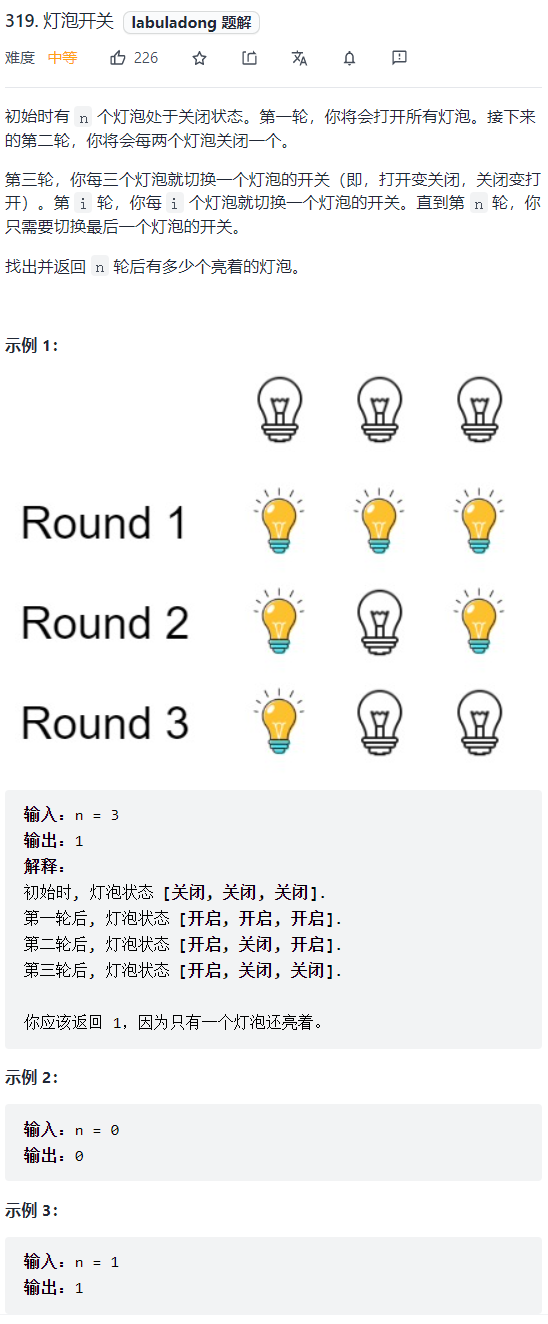 319. 灯泡开关 labuladong 题解
难度 中等 226
初始时有 n 个灯泡处于关闭状态。第一轮，你将会打开所有灯泡。接下来
的第二轮，你将会每两个灯泡关闭一个。
第三轮，你每三个灯泡就切换一个灯泡的开关（即，打开变关闭，关闭变打
开）。第 i 轮，你每 i 个灯泡就切换一个灯泡的开关。直到第 n 轮，你
只需要切换最后一个灯泡的开关。
找出并返回 n 轮后有多少个亮着的灯泡。
示例 1：
Round 1
Round 2
Round 3
输入：n = 3
输出：1
解释：
初始时, 灯泡状态 [关闭, 关闭, 关闭].
第一轮后, 灯泡状态 [开启, 开启, 开启].
第二轮后, 灯泡状态 [开启, 关闭, 开启].
第三轮后, 灯泡状态 [开启, 关闭, 关闭].
你应该返回 1，因为只有一个灯泡还亮着。
示例 2：
输入：n = 0
输出：0
示例 3：
输入：n = 1
输出：1